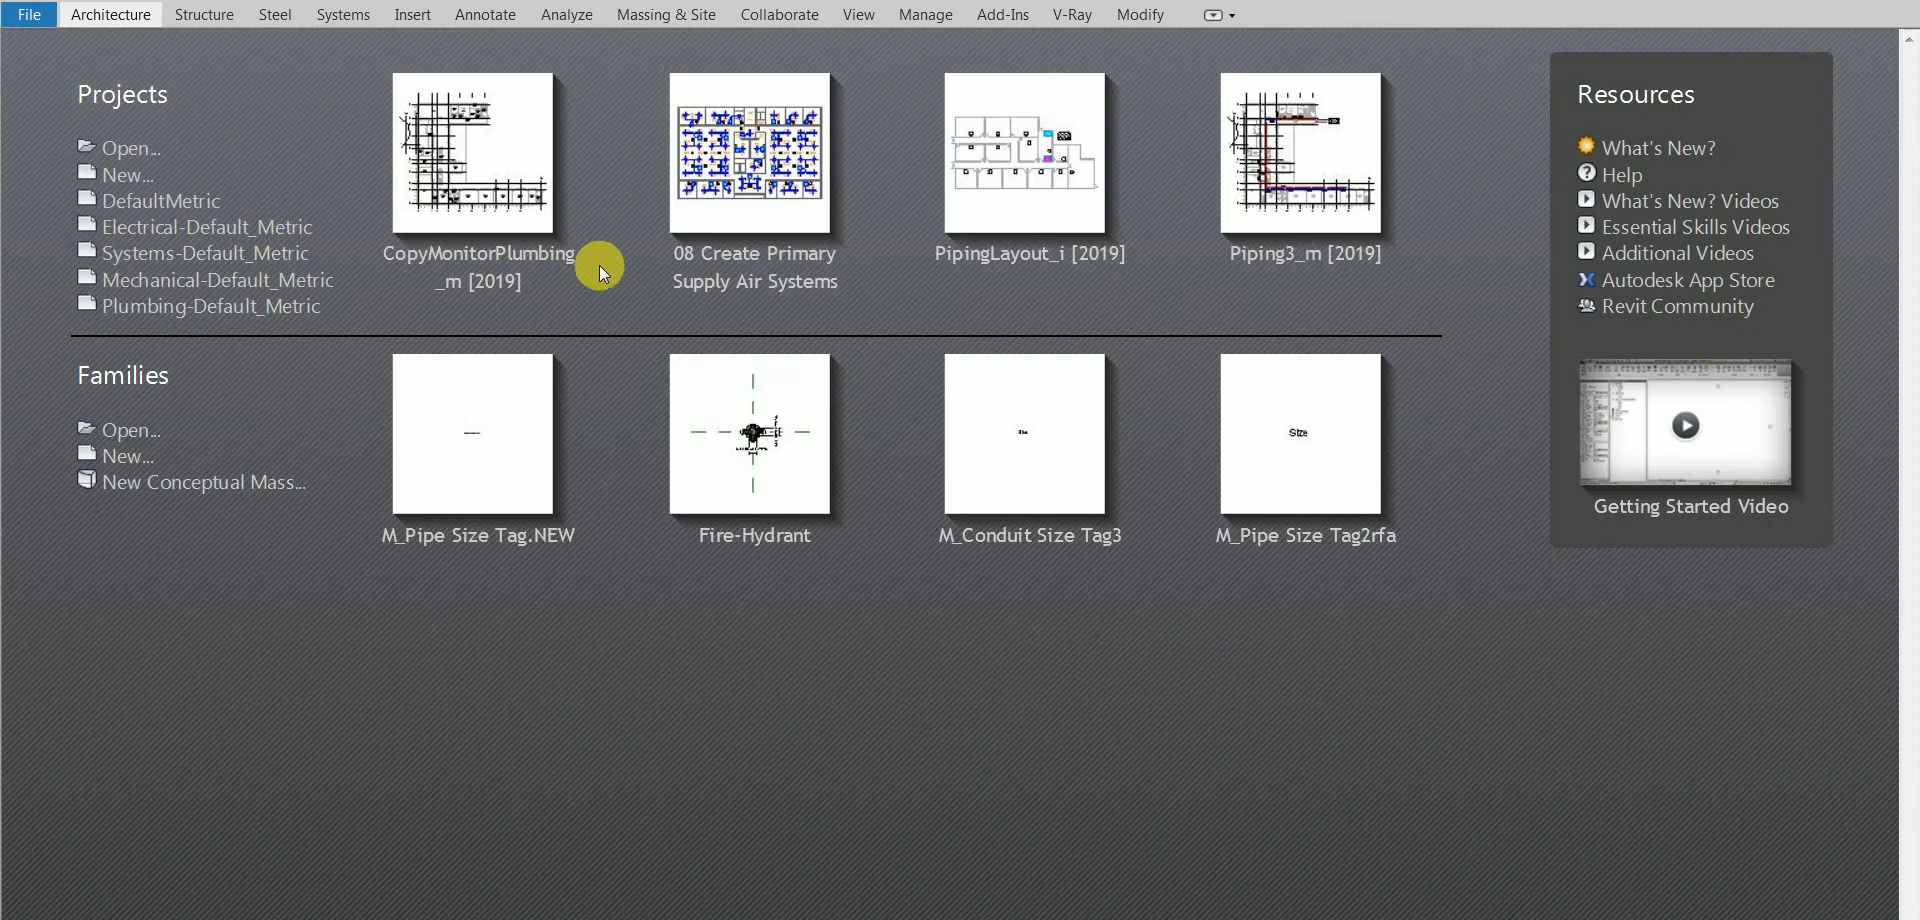 File Architecture Structure Steel Systems Insert Annotate Analyze Massing & Site Collaborate View Manage Add-Ins V-Ray Modify
Projects
Open...
New...
DefaultMetric
Electrical-Default_Metric
Systems-Default_Metric
Mechanical-Default_Metric
Plumbing-Default_Metric
CopyMonitorPlumbing
_m [2019]
08 Create Primary
Supply Air Systems
PipingLayout_i [2019]
Piping3_m [2019]
Families
Open...
New...
New Conceptual Mass...
M_Pipe Size Tag.NEW
Fire-Hydrant
M_Conduit Size Tag3
Size
M_Pipe Size Tag2rfa
Resources
What's New?
Help
What's New? Videos
Essential Skills Videos
Additional Videos
Autodesk App Store
Revit Community
Getting Started Video